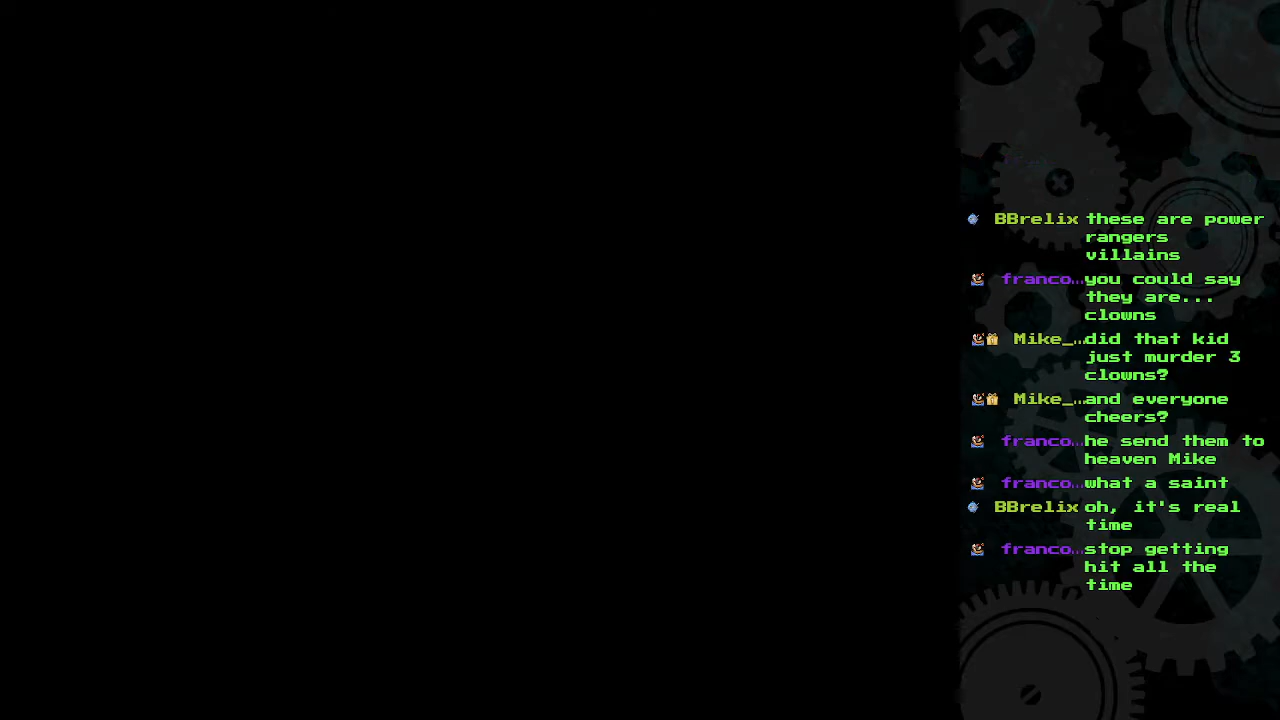 BBrelix these are power
rangers
villains
franco... you could say
they are...
clowns
Mike_... did that kid
just murder 3
clowns?
Mike_... and everyone
cheers?
franco... he send them to
heaven Mike
franco... what a saint
BBrelix oh, it's real
time
franco... stop getting
hit all the
time